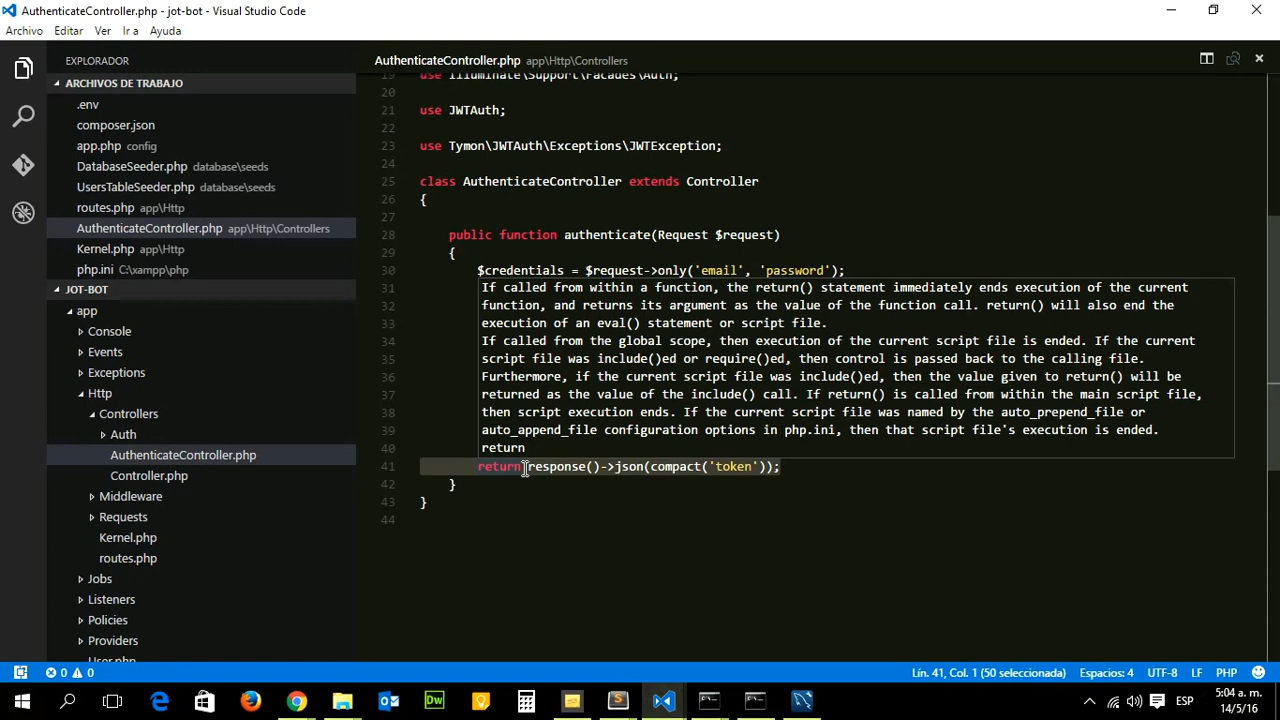 AuthenticateController.php - jot-bot - Visual Studio Code
Archivo Editar Ver Ir a Ayuda
EXPLORADOR
ARCHIVOS DE TRABAJO
.env
composer.json
app.php config
DatabaseSeeder.php database\seeds
UsersTableSeeder.php database\seeds
routes.php app\Http
AuthenticateController.php app\Http\Controllers
Kernel.php app\Http
php.ini C:\xampp\php
JOT-BOT
app
Console
Events
Exceptions
Http
Controllers
Auth
AuthenticateController.php
Controller.php
Middleware
Requests
Kernel.php
routes.php
Jobs
Listeners
Policies
Providers
User.php
AuthenticateController.php app\Http\Controllers
19 use Illuminate\Support\Facades\Auth;
20
21 use JWTAuth;
22
23 use Tymon\JWTAuth\Exceptions\JWTException;
24
25 class AuthenticateController extends Controller
26 {
27
28 public function authenticate(Request $request)
29 {
30 $credentials = $request->only('email', 'password');
31 If called from within a function, the return() statement immediately ends execution of the current
32 function, and returns its argument as the value of the function call. return() will also end the
33 execution of an eval() statement or script file.
34 If called from the global scope, then execution of the current script file is ended. If the current
35 script file was include()ed or require()ed, then control is passed back to the calling file.
36 Furthermore, if the current script file was include()ed, then the value given to return() will be
37 returned as the value of the include() call. If return() is called from within the main script file,
38 then script execution ends. If the current script file was named by the auto_prepend_file or
39 auto_append_file configuration options in php.ini, then that script file's execution is ended.
40 return
41 return response()->json(compact('token'));
42 }
43 }
44
0 0 Lín. 41, Col. 1 (50 seleccionada) Espacios: 4 UTF-8 LF PHP
Dw ESP 5:04 a. m.
14/5/16